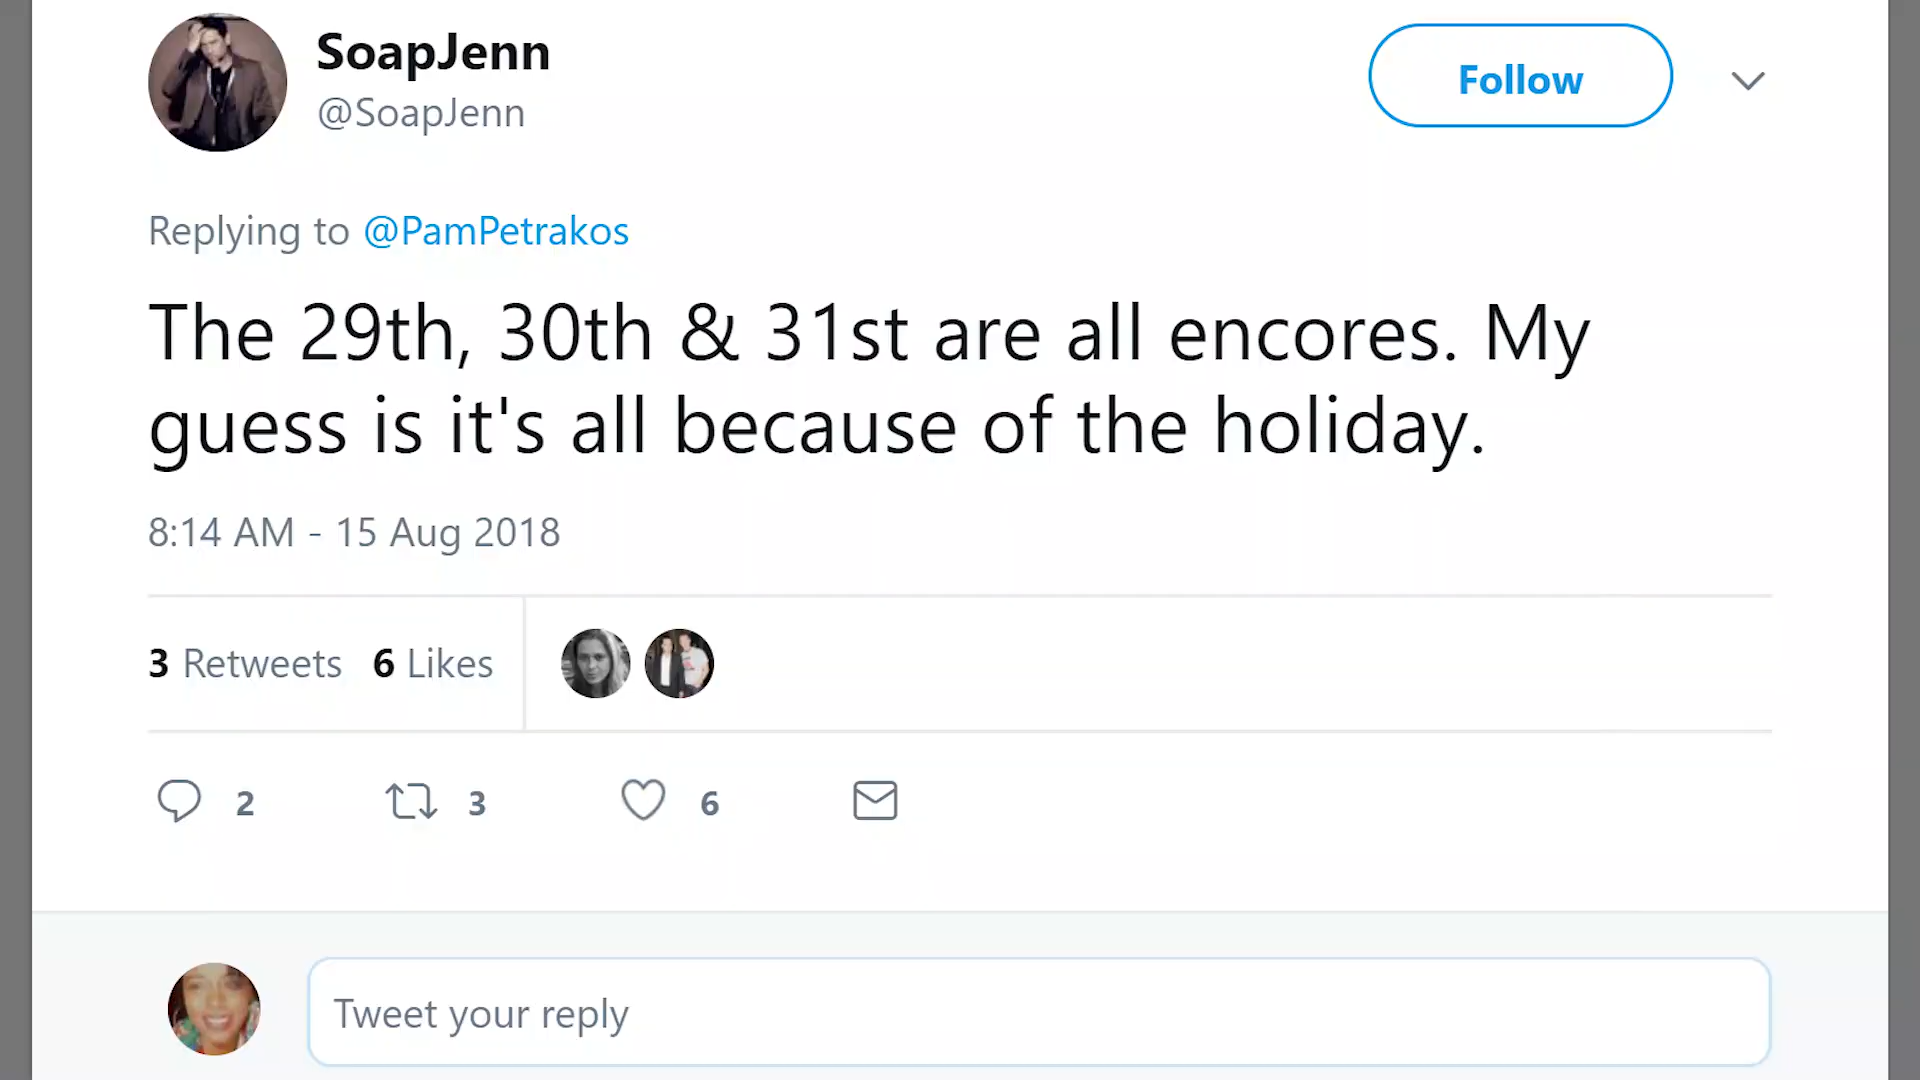 SoapJenn
@SoapJenn
Follow
Replying to @PamPetrakos
The 29th, 30th & 31st are all encores. My
guess is it's all because of the holiday.
8:14 AM - 15 Aug 2018
3 Retweets 6 Likes
2 3 6
Tweet your reply